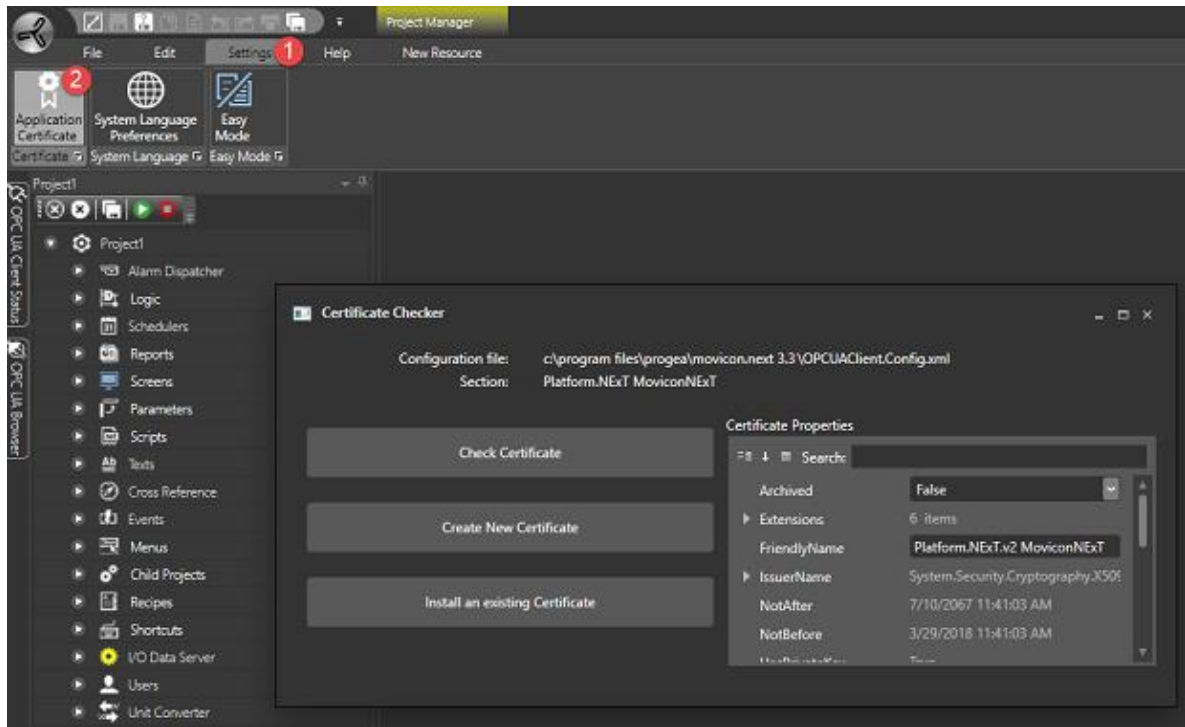 Project Manager
File Edit Settings 1 Help New Resource
2
Application Certificate
System Language Preferences
Easy Mode
Certificate System Language Easy Mode
OPC UA Client Status
OPC UA Browser
Project1
Project1
Alarm Dispatcher
Logic
Schedulers
Reports
Screens
Parameters
Scripts
Texts
Cross Reference
Events
Menus
Child Projects
Recipes
Shortcuts
I/O Data Server
Users
Unit Converter
Certificate Checker
Configuration file: c:\program files\progea\movicon.next 3.3\OPCUAClient.Config.xml
Section: Platform.NExT MoviconNExT
Check Certificate
Create New Certificate
Install an existing Certificate
Certificate Properties
Search:
Archived False
Extensions 6 items
FriendlyName Platform.NExT.v2 MoviconNExT
IssuerName System.Security.Cryptography.X509
NotAfter 7/10/2067 11:41:03 AM
NotBefore 3/29/2018 11:41:03 AM